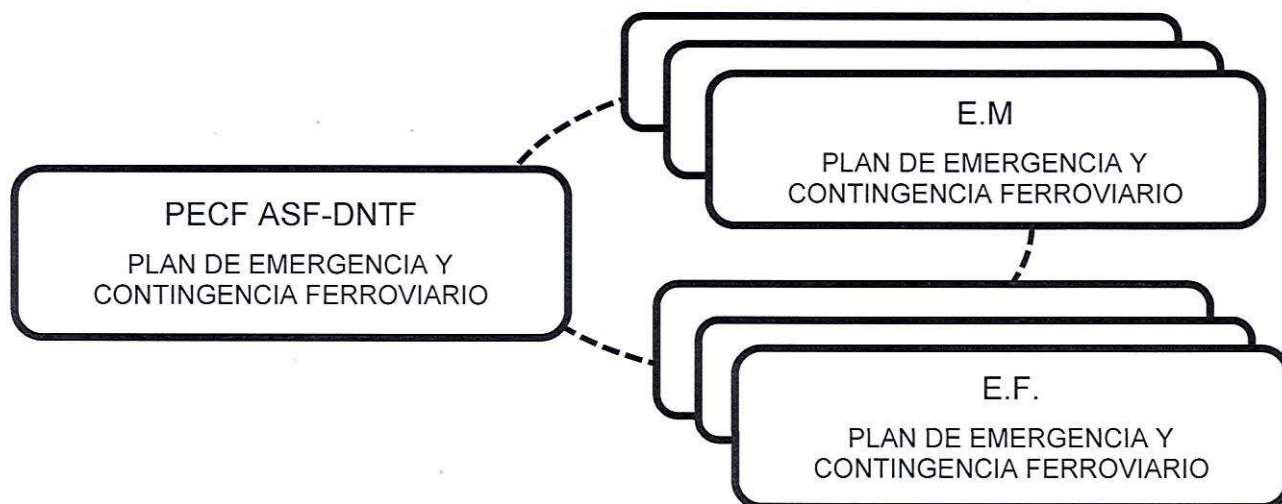 E.M
PLAN DE EMERGENCIA Y
CONTINGENCIA FERROVIARIO
PECF ASF-DNTF
PLAN DE EMERGENCIA Y
CONTINGENCIA FERROVIARIO
E.F.
PLAN DE EMERGENCIA Y
CONTINGENCIA FERROVIARIO